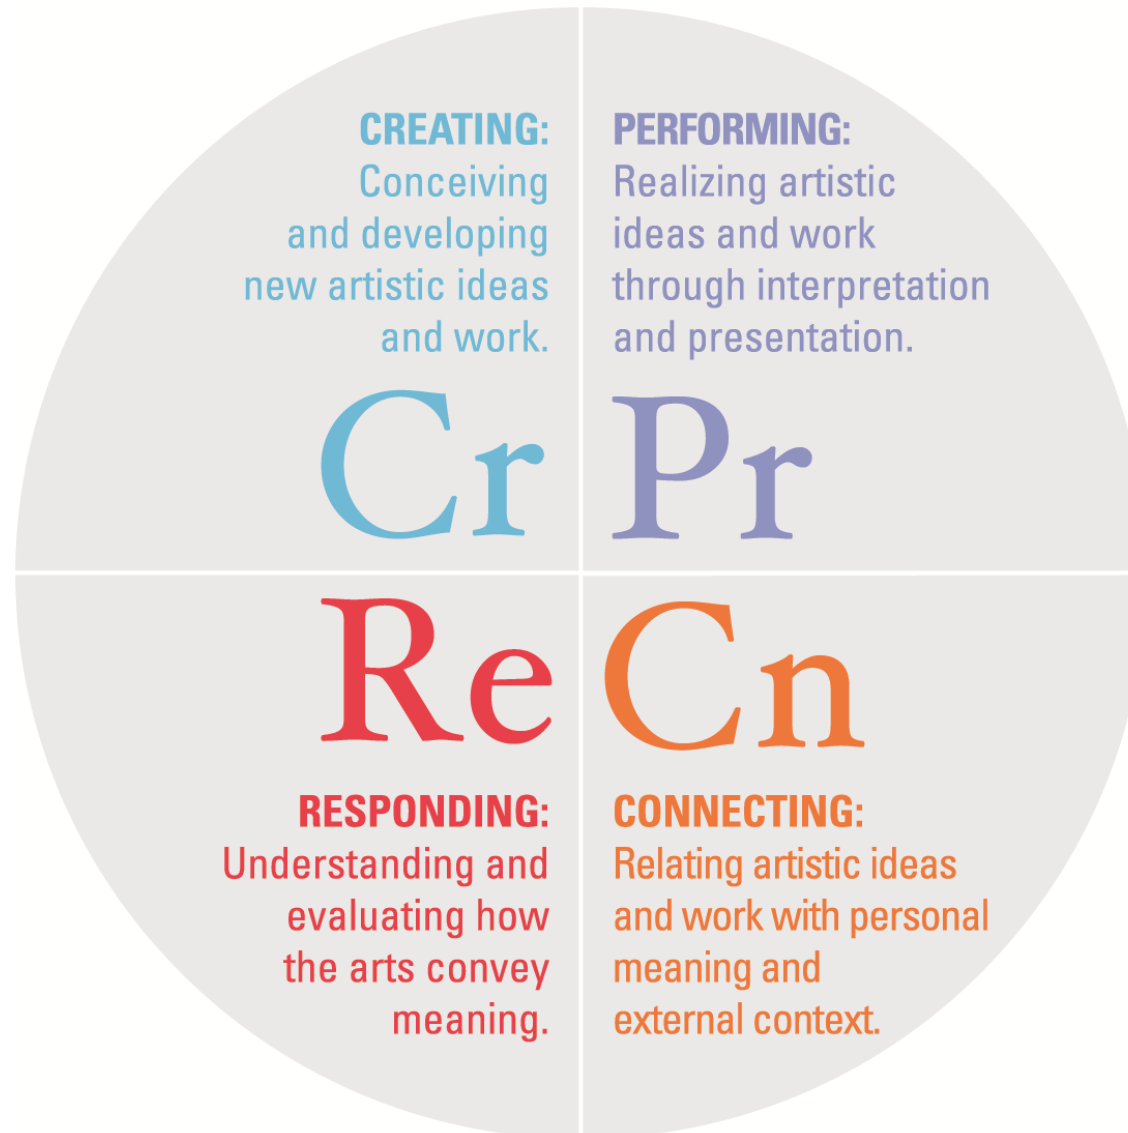 CREATING:
Conceiving
and developing
new artistic ideas
and work.
Cr
PERFORMING:
Realizing artistic
ideas and work
through interpretation
and presentation.
Pr
Re
RESPONDING:
Understanding and
evaluating how
the arts convey
meaning.
Cn
CONNECTING:
Relating artistic ideas
and work with personal
meaning and
external context.